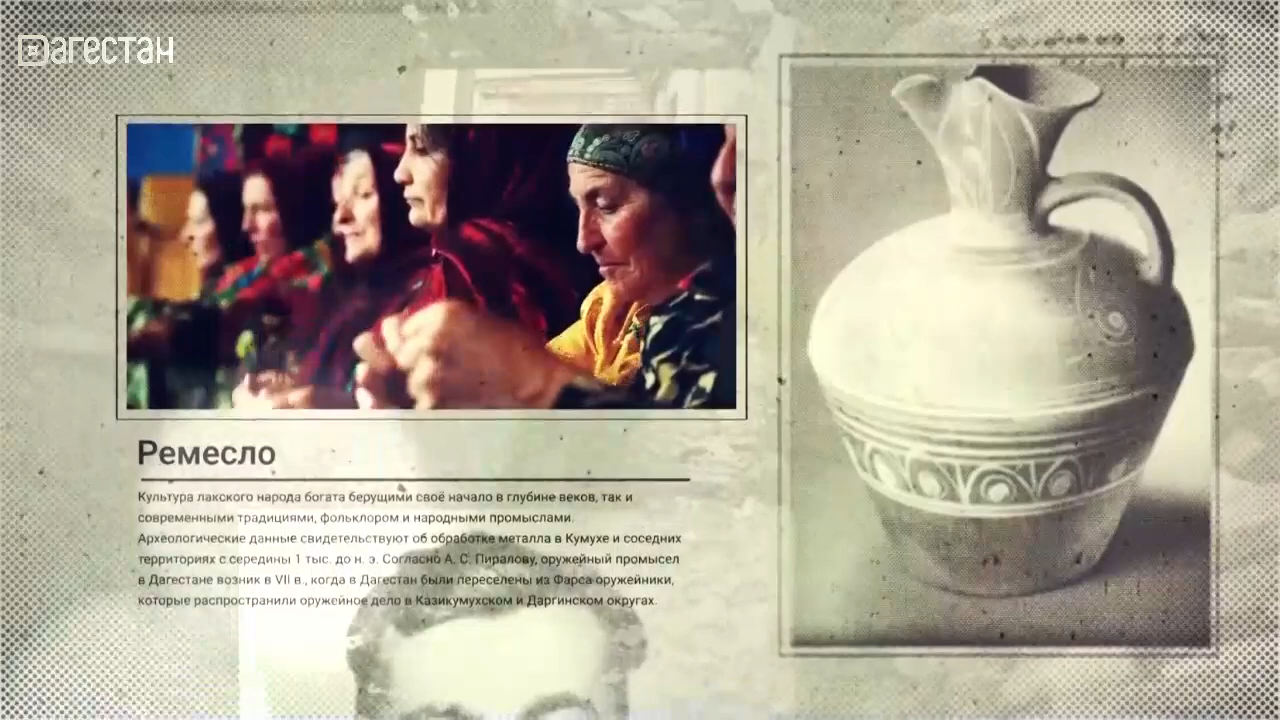 Дагестан
Ремесло
Культура лакского народа богата берущими своё начало в глубине веков, так и
современными традициями, фольклором и народными промыслами.
Археологические данные свидетельствуют об обработке металла в Кумухе и соседних
территориях с середины 1 тыс. до н. э. Согласно А. С. Пиралову, оружейный промысел
в Дагестане возник в VII в., когда в Дагестан были переселены из Фарса оружейники,
которые распространили оружейное дело в Казикумухском и Даргинском округах.